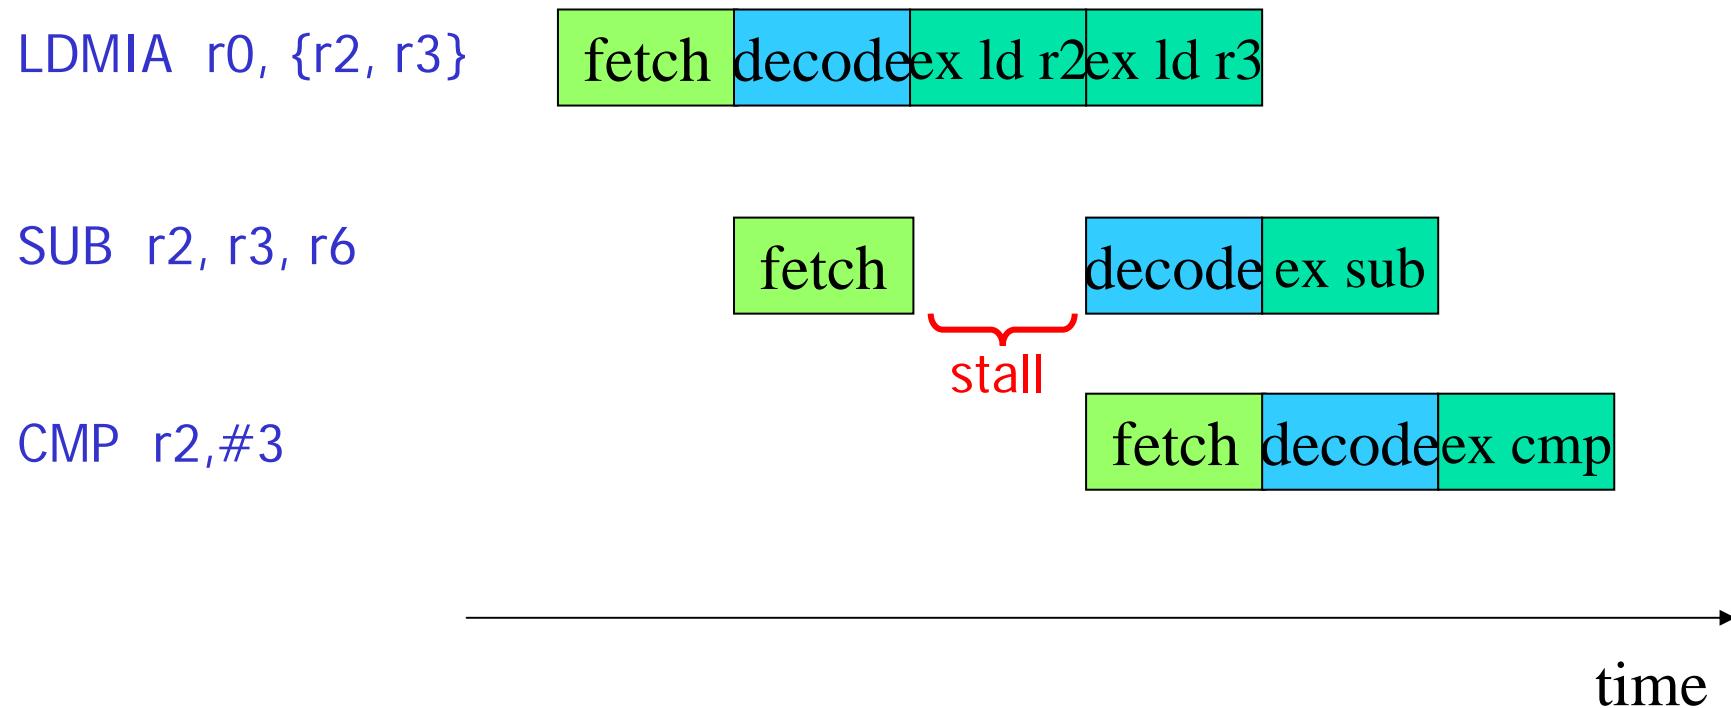 LDMIA r0, {r2, r3} fetch decode ex ld r2 ex ld r3
SUB r2, r3, r6 fetch decode ex sub
stall
CMP r2,#3 fetch decode ex cmp
time